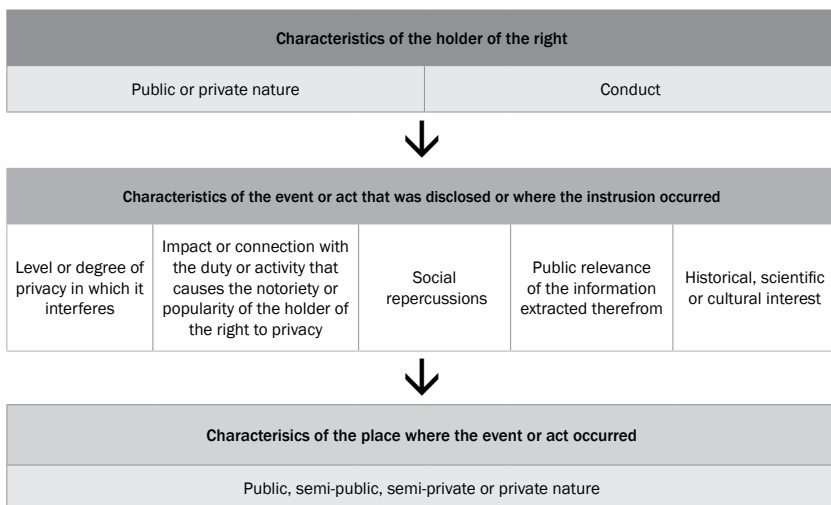 Characteristics of the holder of the right
Public or private nature
Conduct
Characteristics of the event or act that was disclosed or where the instrusion occurred
Level or degree of
privacy in which it
interferes
Impact or connection with
the duty or activity that
causes the notoriety or
popularity of the holder of
the right to privacy
Social
repercussions
Public relevance
of the information
extracted therefrom
Historical, scientific
or cultural interest
Characterisics of the place where the event or act occurred
Public, semi-public, semi-private or private nature